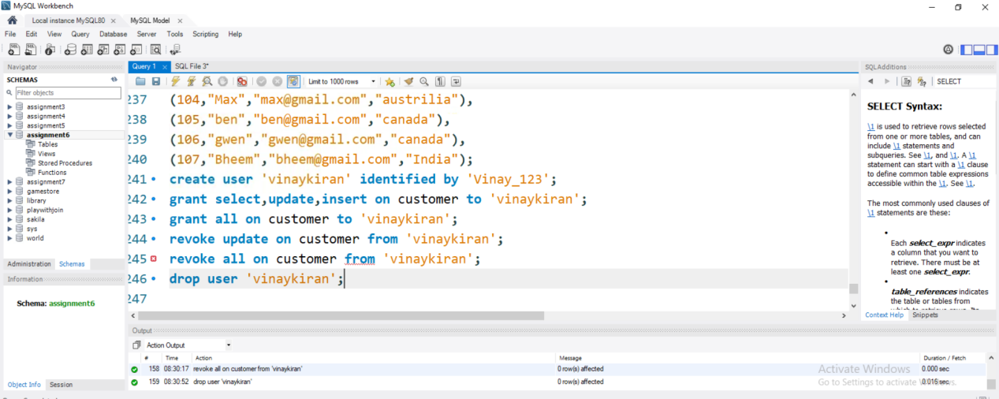 MySQL Workbench
Local instance MySQL80 × MySQL Model ×
File Edit View Query Database Server Tools Scripting Help
Navigator
SCHEMAS
Filter objects
assignment3
assignment4
assignment5
assignment6
Tables
Views
Stored Procedures
Functions
assignment7
gamestore
library
playwithjoin
sakila
sys
world
Administration Schemas
Information
Schema: assignment6
Object Info Session
Query 1 × SQL File 3*
Limit to 1000 rows
237 (104,"Max","max@gmail.com","austrilia"),
238 (105,"ben","ben@gmail.com","canada"),
239 (106,"gwen","gwen@gmail.com","canada"),
240 (107,"Bheem","bheem@gmail.com","India");
241 create user 'vinaykiran' identified by 'Vinay_123';
242 grant select,update,insert on customer to 'vinaykiran';
243 grant all on customer to 'vinaykiran';
244 revoke update on customer from 'vinaykiran';
245 revoke all on customer from 'vinaykiran';
246 drop user 'vinaykiran';
247
Output
Action Output
# Time Action Message Duration / Fetch
158 08:30:17 revoke all on customer from 'vinaykiran' 0 row(s) affected 0.000 sec
159 08:30:52 drop user 'vinaykiran' 0 row(s) affected 0.016 sec
SQLAdditions
SELECT
SELECT Syntax:
\1 is used to retrieve rows selected
from one or more tables, and can
include \1 statements and
subqueries. See \1, and \1. A \1
statement can start with a \1 clause
to define common table expressions
accessible within the \1. See \1.
The most commonly used clauses of
\1 statements are these:
• Each select_expr indicates
a column that you want to
retrieve. There must be at
least one select_expr.
• table_references indicates
the table or tables from
which to retrieve rows. Its
Context Help Snippets
Activate Windows
Go to Settings to activate Windows.